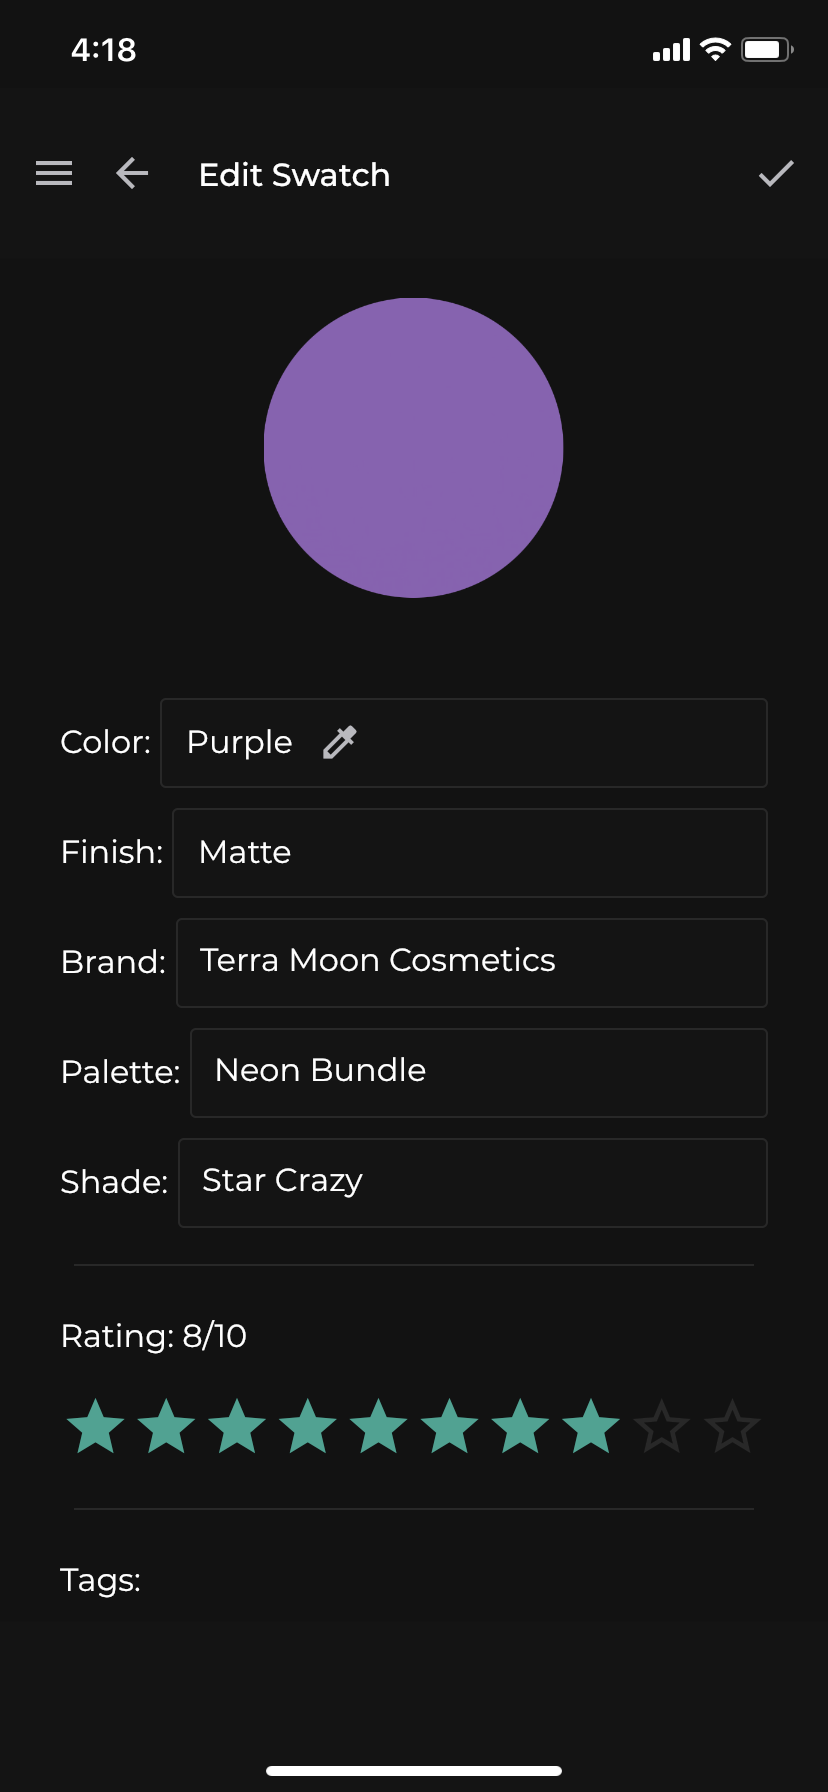 4:18
Edit Swatch
Color: Purple
Finish: Matte
Brand: Terra Moon Cosmetics
Palette: Neon Bundle
Shade: Star Crazy
Rating: 8/10
Tags: